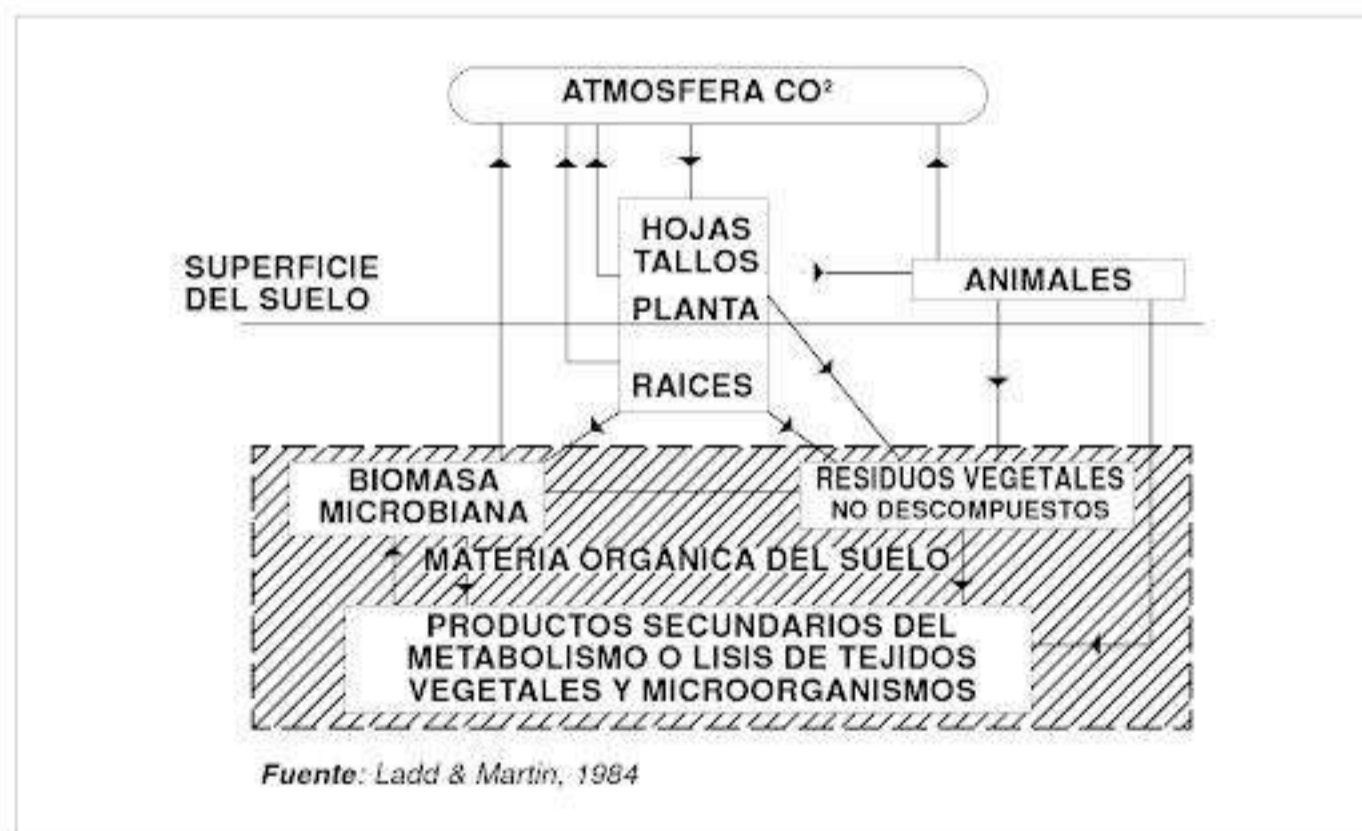 ATMOSFERA CO²
HOJAS
TALLOS
PLANTA
RAICES
SUPERFICIE
DEL SUELO
ANIMALES
BIOMASA
MICROBIANA
RESIDUOS VEGETALES
NO DESCOMPUESTOS
MATERIA ORGANICA DEL SUELO
PRODUCTOS SECUNDARIOS DEL
METABOLISMO O LISIS DE TEJIDOS
VEGETALES Y MICROORGANISMOS
Fuente: Ladd & Martin, 1984